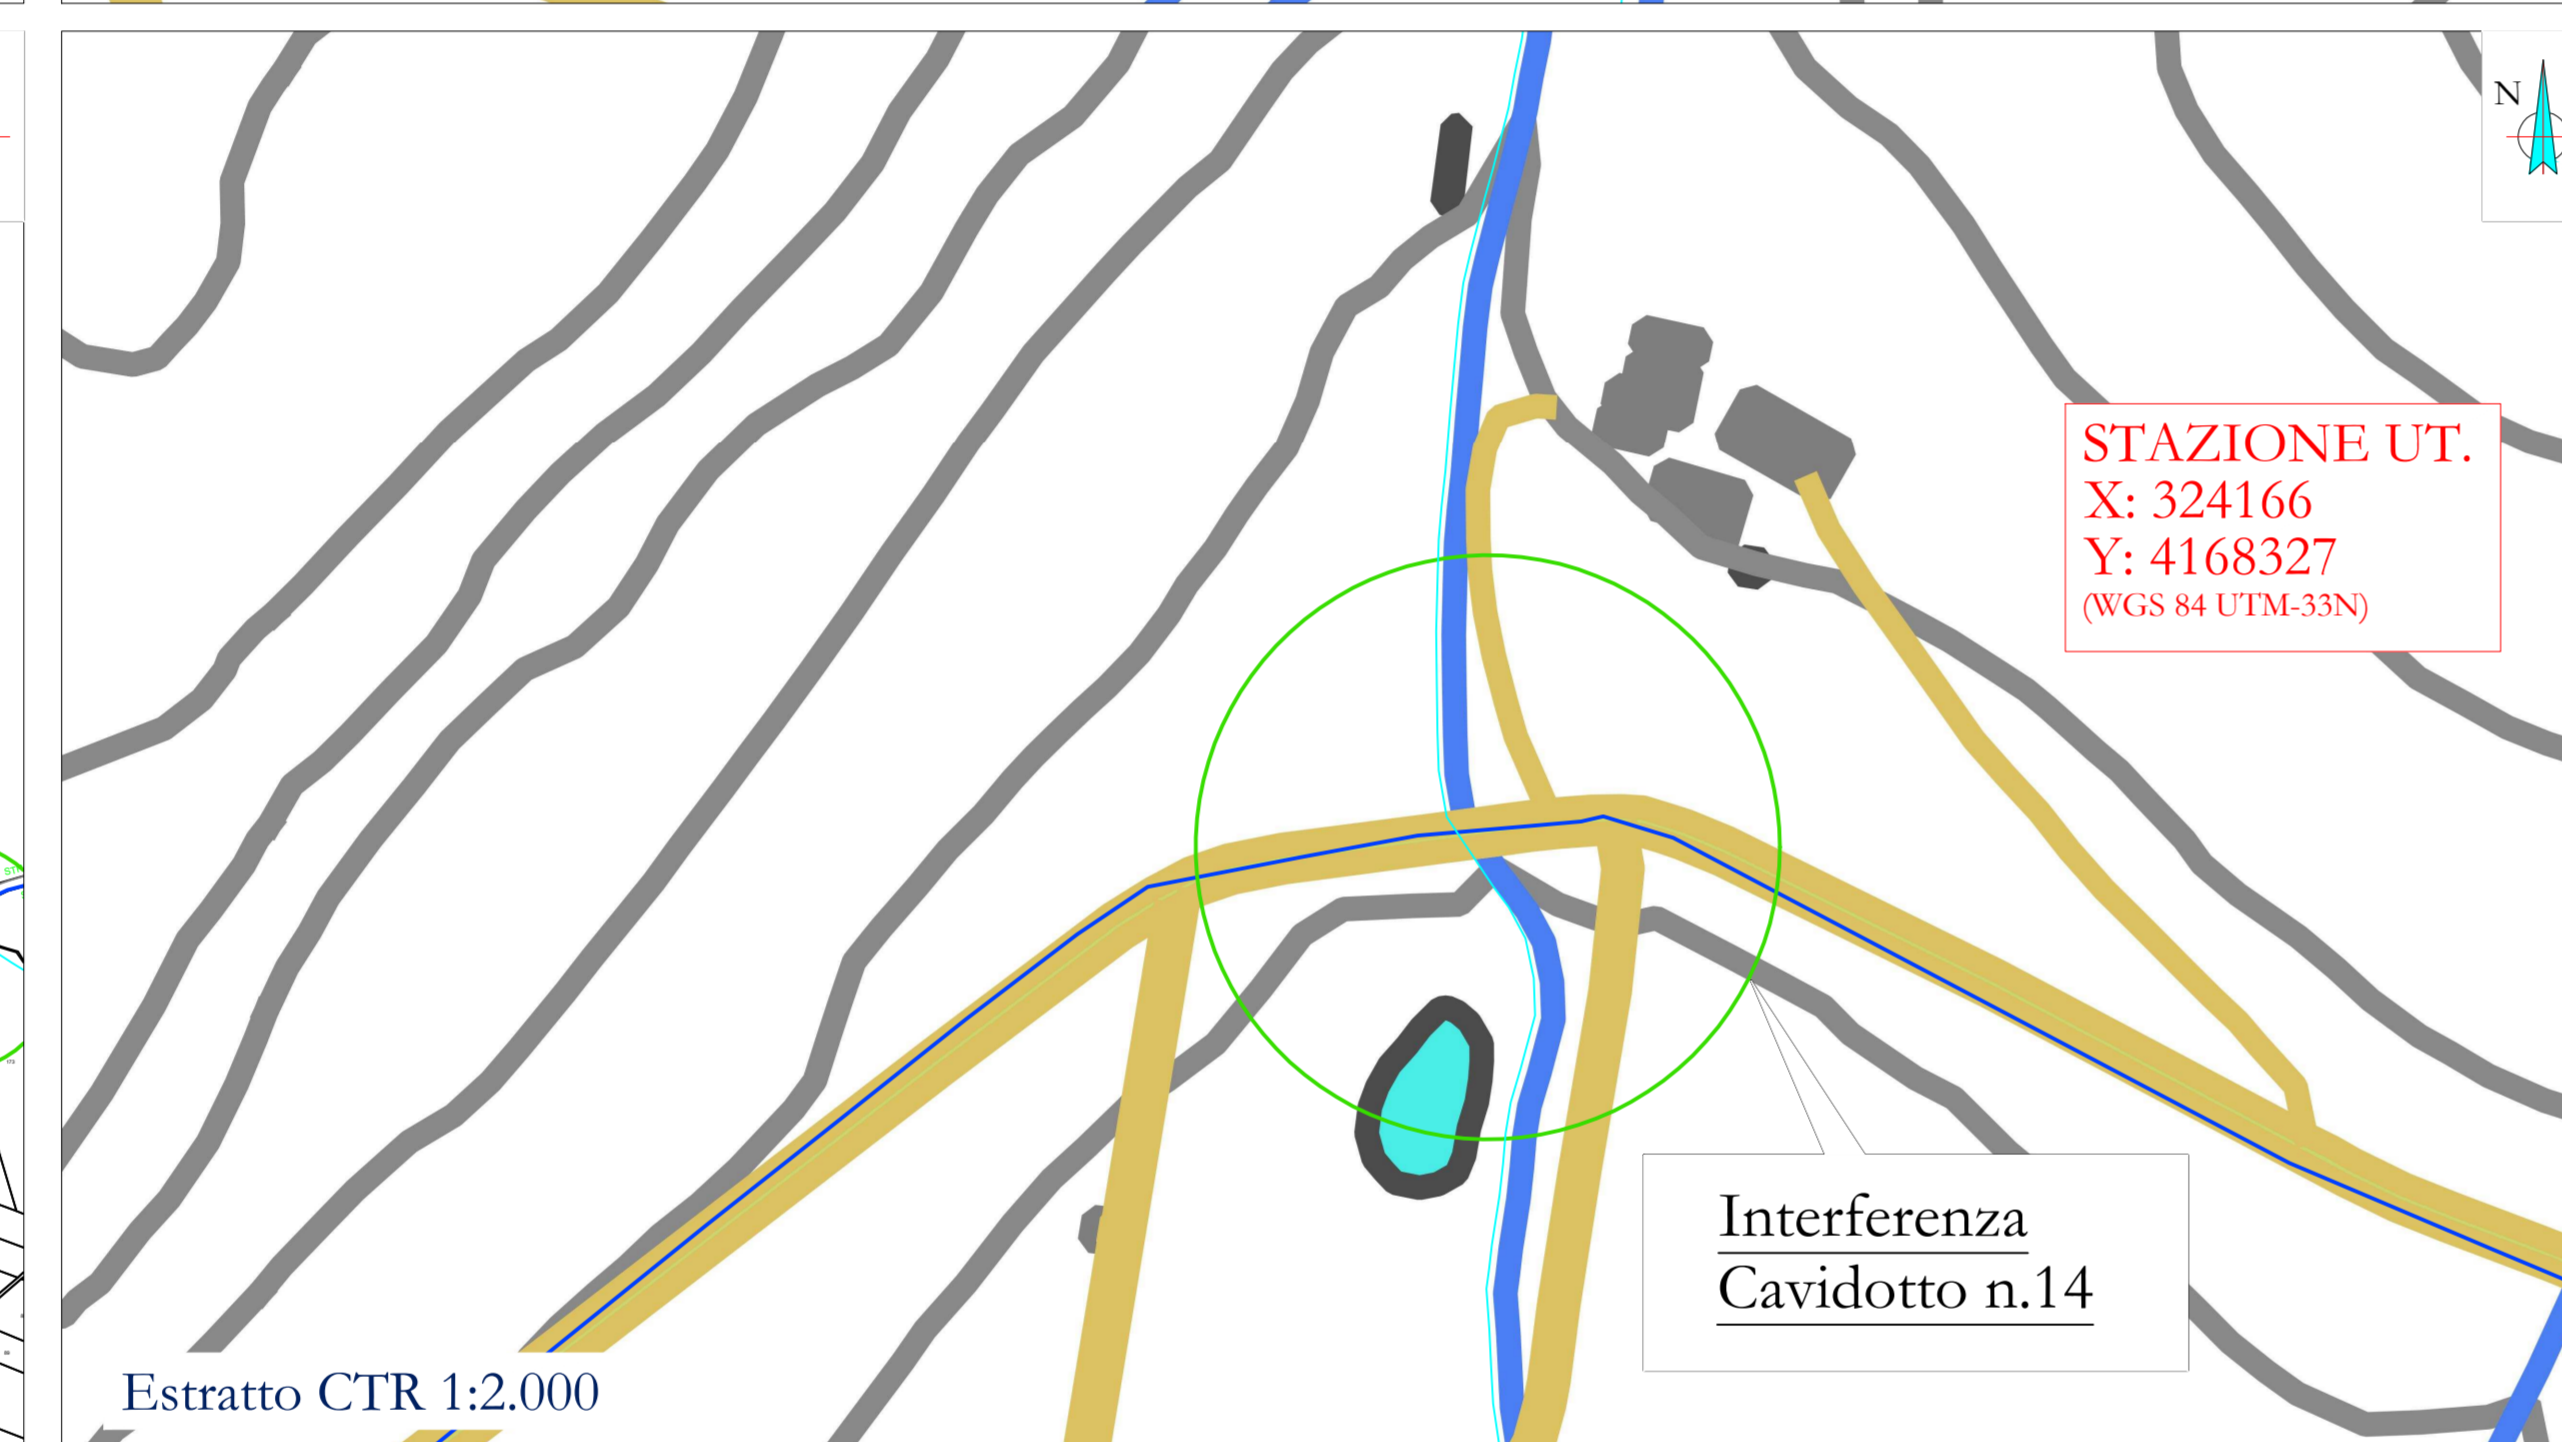 N
STAZIONE UT.
X: 324166
Y: 4168327
(WGS 84 UTM-33N)
Interferenza
Cavidotto n.14
Estratto CTR 1:2.000